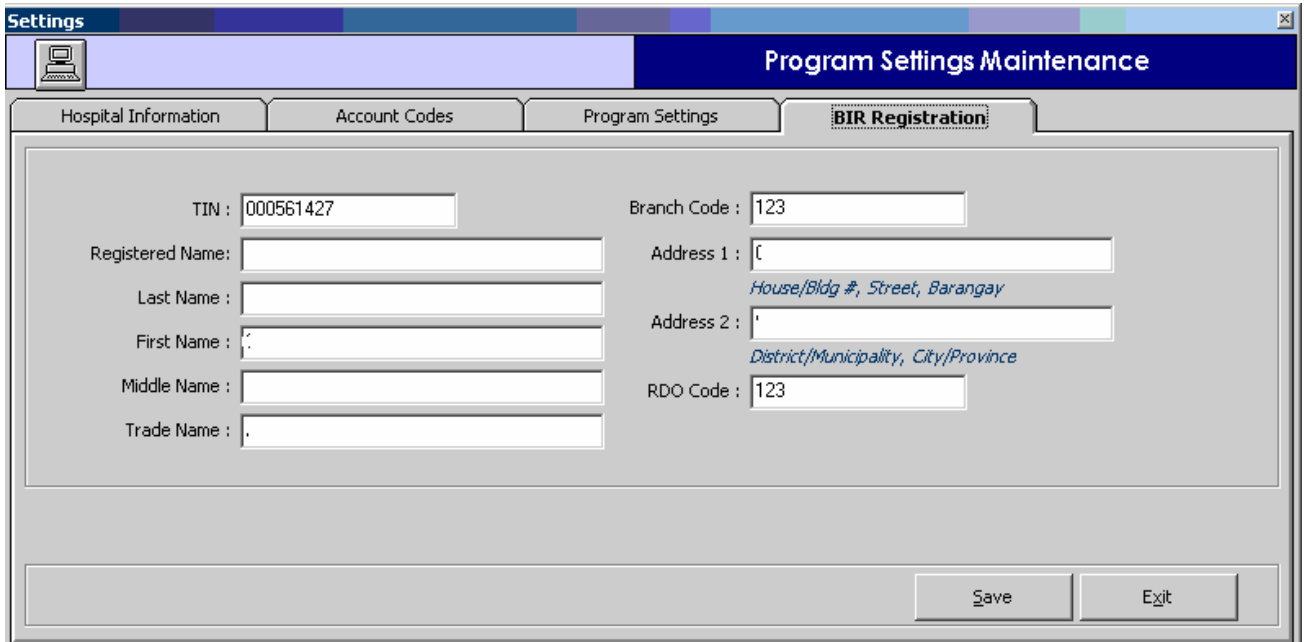 Settings
Program Settings Maintenance
Hospital Information
Account Codes
Program Settings
BIR Registration
TIN : 000561427
Registered Name:
Last Name :
First Name :
Middle Name :
Trade Name :
Branch Code : 123
Address 1 :
House/Bldg #, Street, Barangay
Address 2 :
District/Municipality, City/Province
RDO Code : 123
Save
Exit